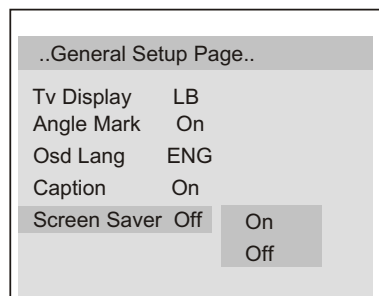 ..General Setup Page..
Tv Display LB
Angle Mark On
Osd Lang ENG
Caption On
Screen Saver Off On
Off